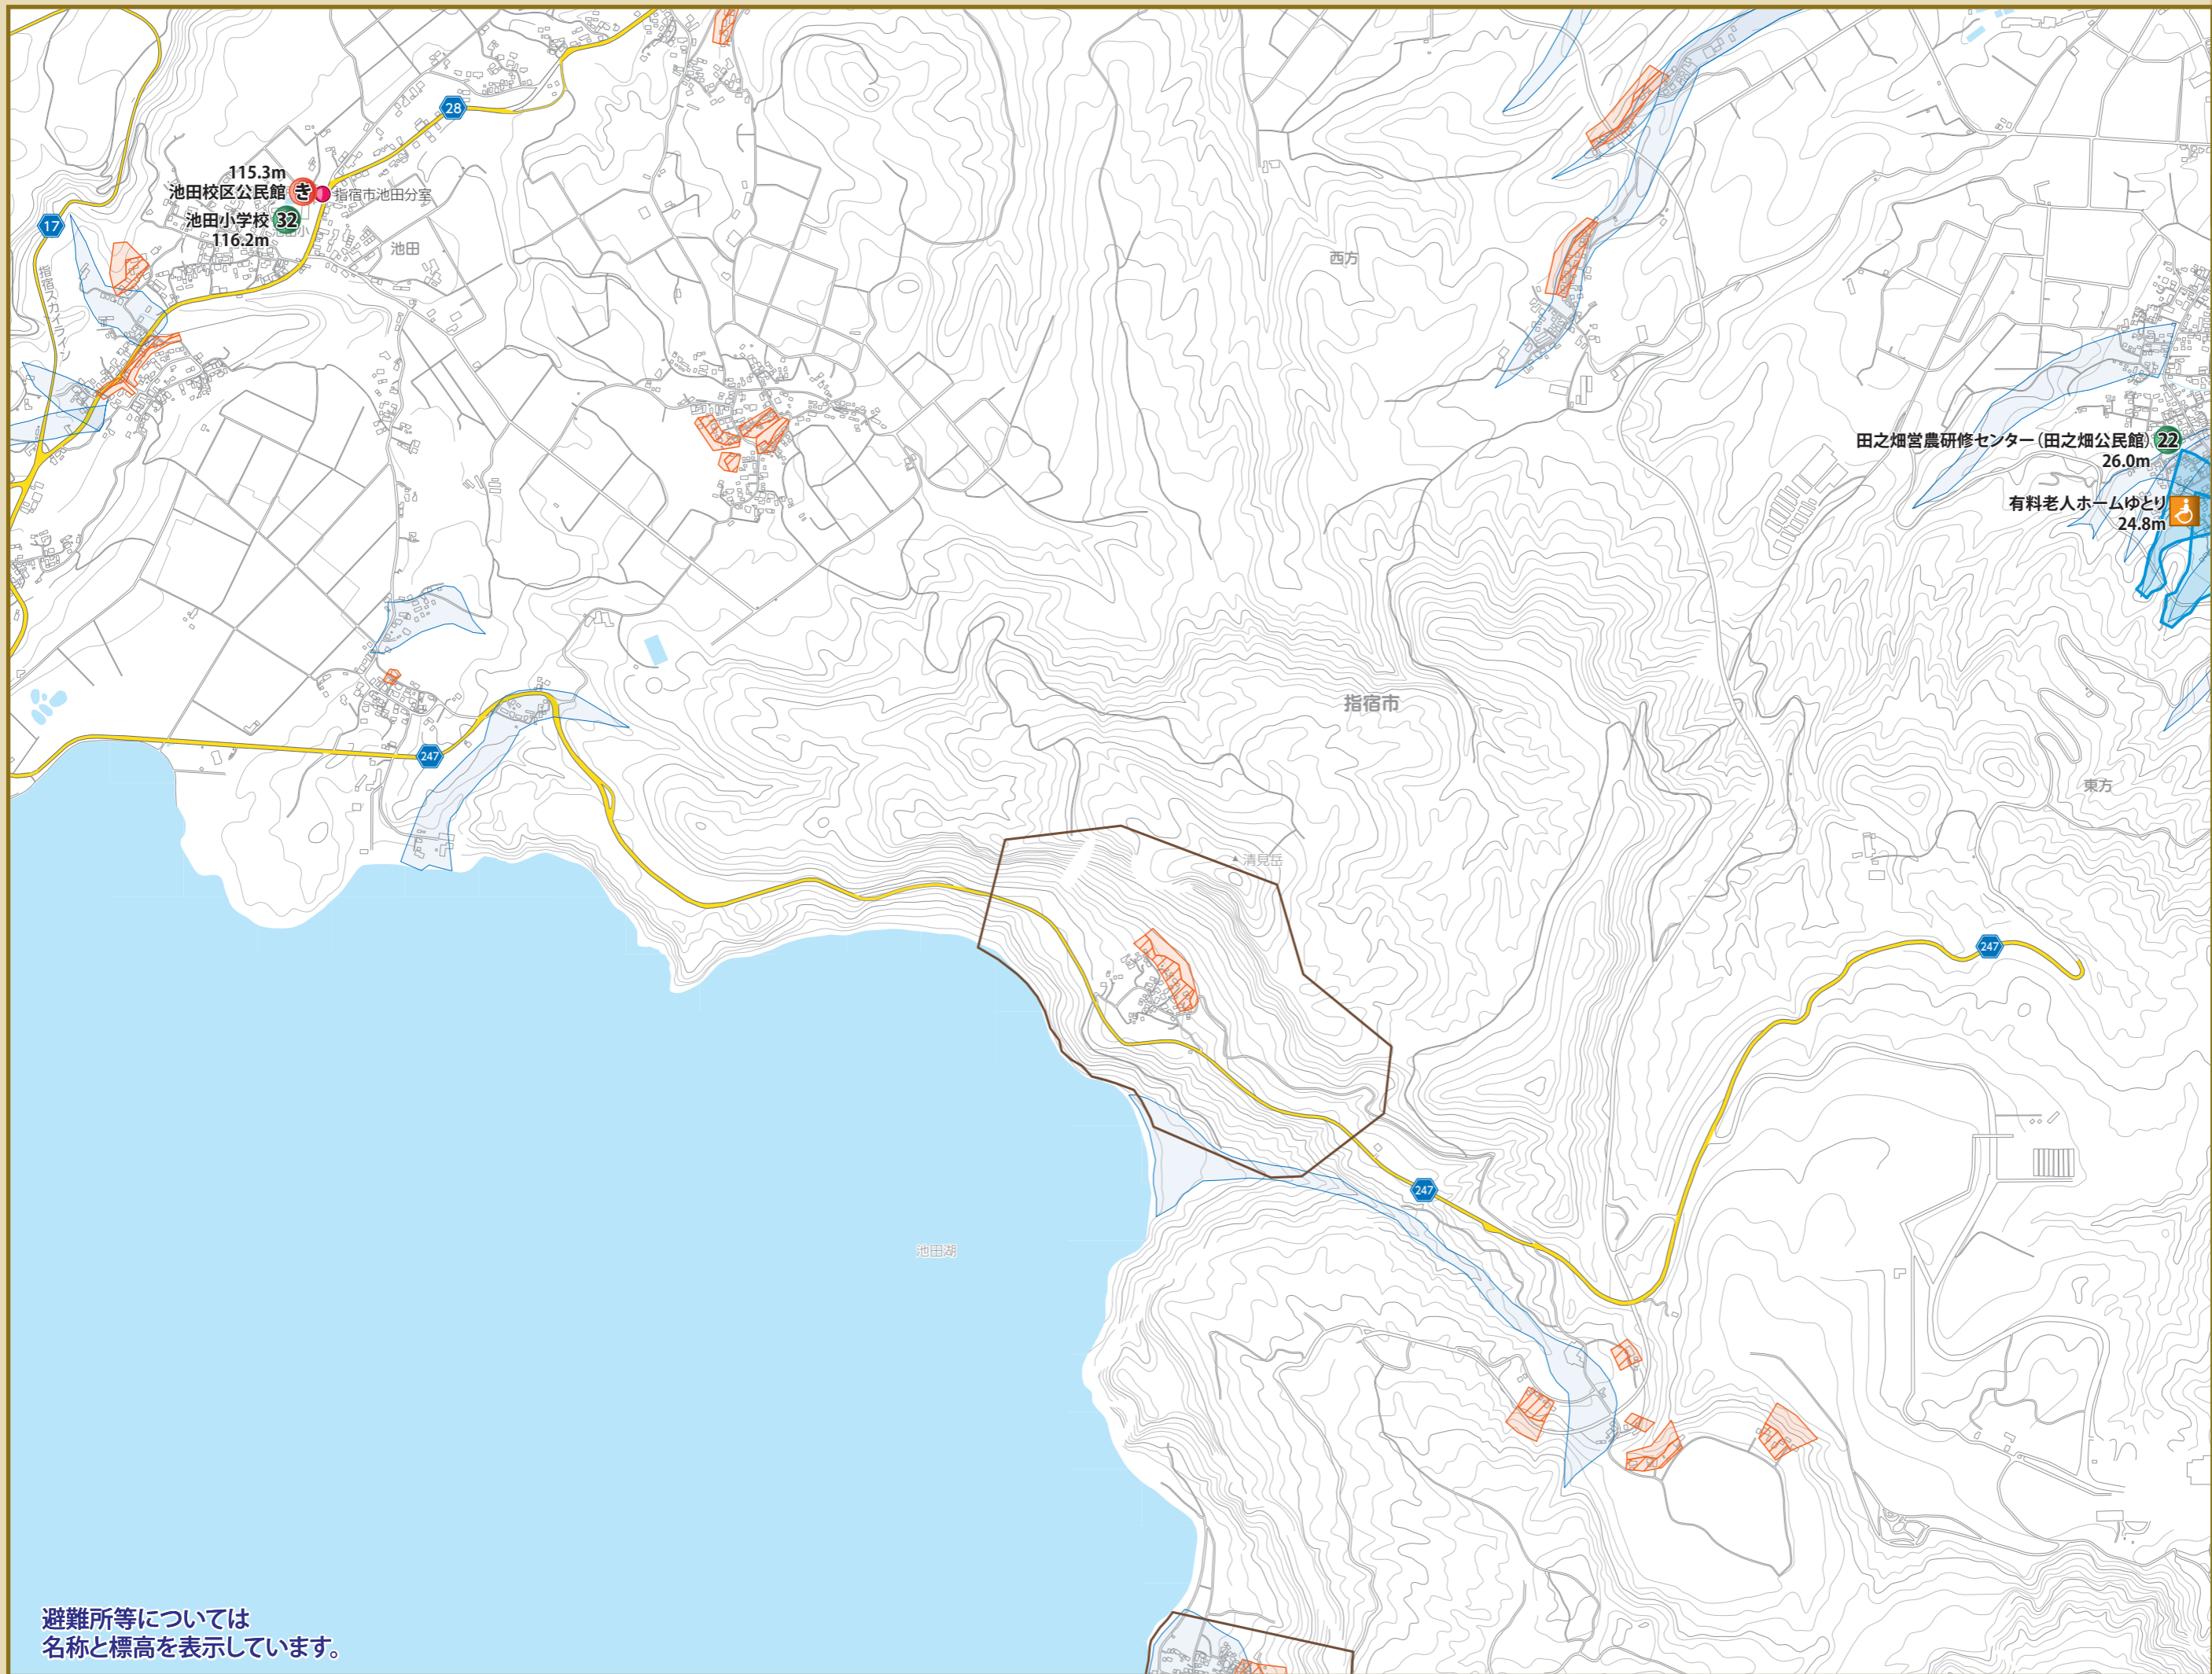 28
115.3m
池田校区公民館 き
指宿市池田分室
池田小学校 32
116.2m
17
池田
西方
指宿スカイライン
田之畑営農研修センター（田之畑公民館） 22
26.0m
有料老人ホームゆとり
24.8m
指宿市
247
東方
清見岳
247
247
池田湖
避難所等については
名称と標高を表示しています。